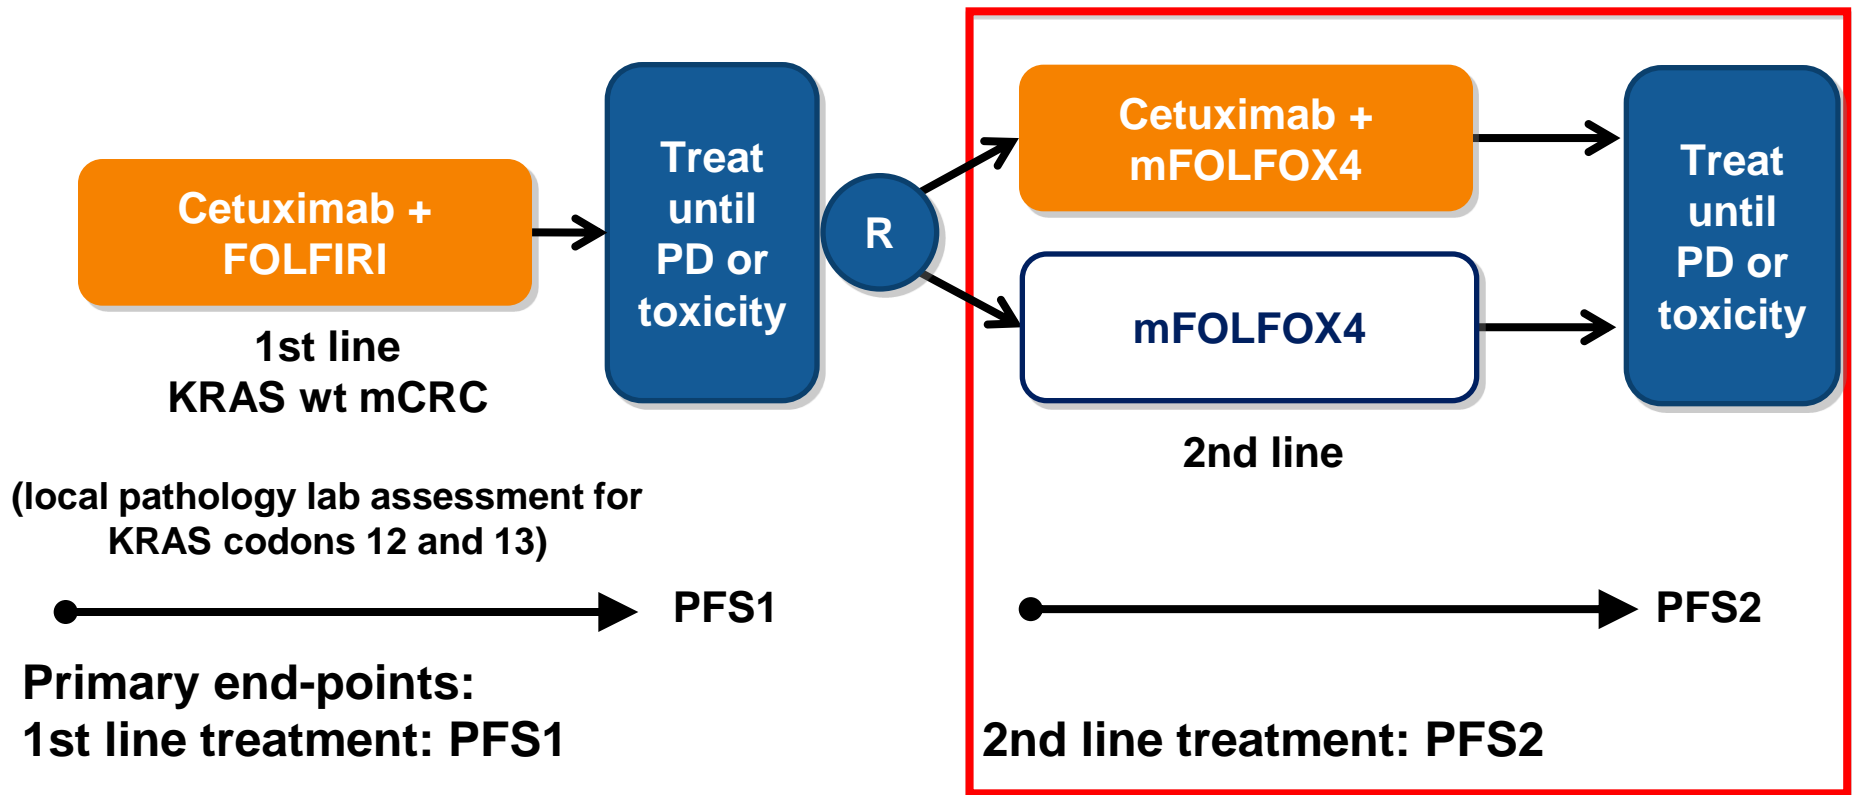 Cetuximab +
FOLFIRI
1st line
KRAS wt mCRC
(local pathology lab assessment for
KRAS codons 12 and 13)
Treat
until
PD or
toxicity
R
Cetuximab +
mFOLFOX4
mFOLFOX4
2nd line
Treat
until
PD or
toxicity
PFS1
PFS2
Primary end-points:
1st line treatment: PFS1
2nd line treatment: PFS2